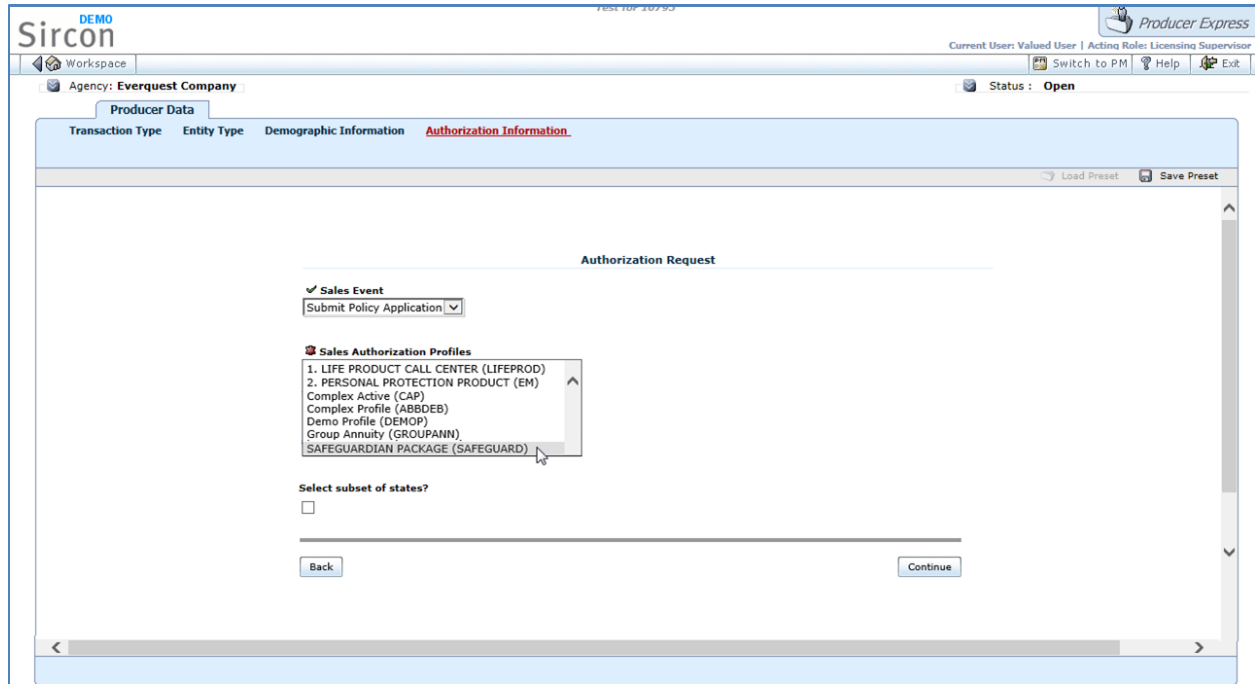 Test for 10795
DEMO
Sircon
Producer Express
Current User: Valued User | Acting Role: Licensing Supervisor
Workspace
Switch to PM
Help
Exit
Agency: Everquest Company
Status : Open
Producer Data
Transaction Type Entity Type Demographic Information Authorization Information
Load Preset Save Preset
Authorization Request
Sales Event
Submit Policy Application
Sales Authorization Profiles
1. LIFE PRODUCT CALL CENTER (LIFEPROD)
2. PERSONAL PROTECTION PRODUCT (EM)
Complex Active (CAP)
Complex Profile (ABBDEB)
Demo Profile (DEMOP)
Group Annuity (GROUPANN)
SAFEGUARDIAN PACKAGE (SAFEGUARD)
Select subset of states?
Back
Continue